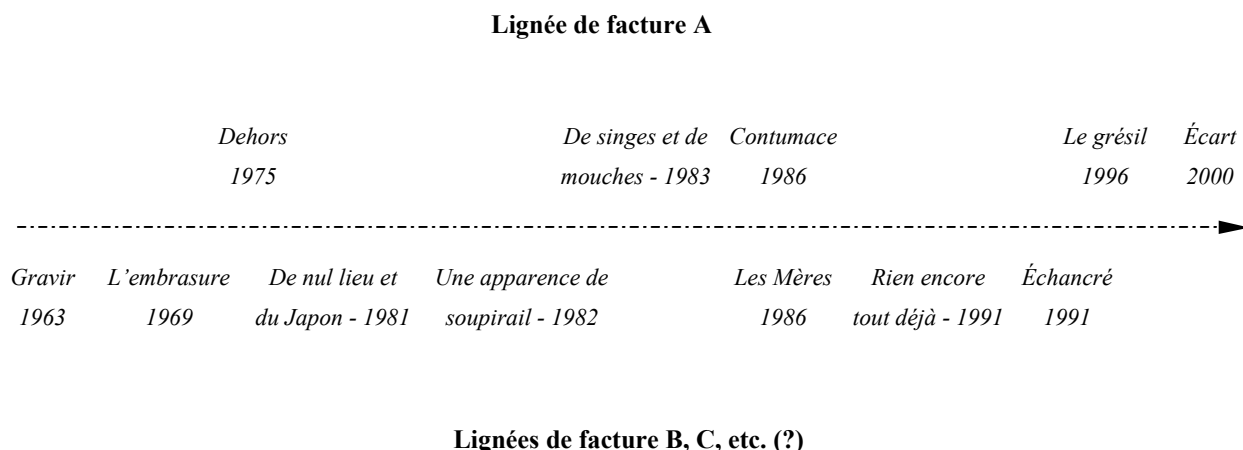 Lignée de facture A
Dehors De singes et de Contumace Le grésil Écart
1975 mouches - 1983 1986 1996 2000
Gravir L’embrasure De nul lieu et Une apparence de Les Mères Rien encore Échancré
1963 1969 du Japon - 1981 soupirail - 1982 1986 tout déjà - 1991 1991
Lignées de facture B, C, etc. (?)